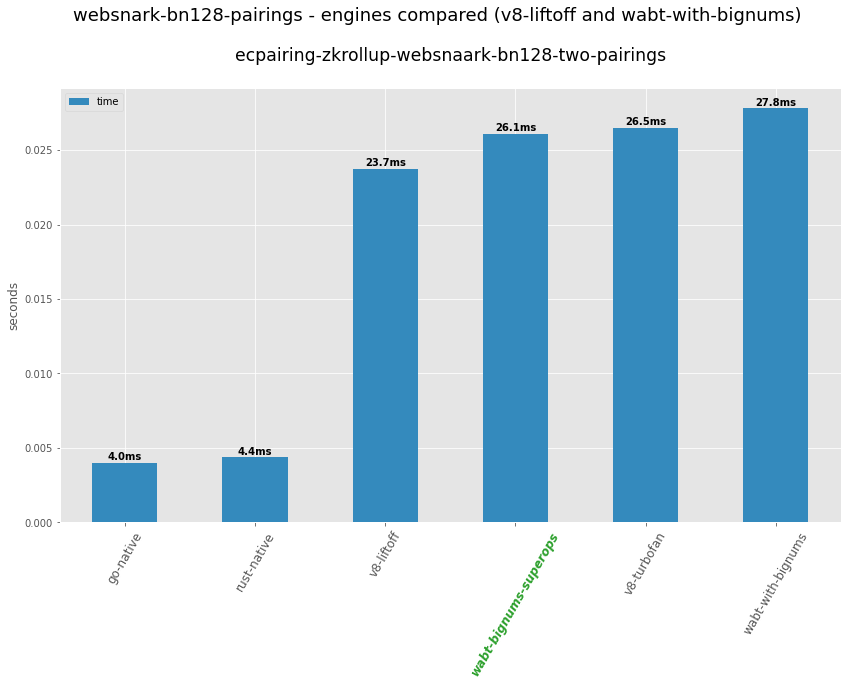 websnark-bn128-pairings - engines compared (v8-liftoff and wabt-with-bignums)
ecpairing-zkrollup-websnaark-bn128-two-pairings
time
27.8ms
26.5ms
26.1ms
23.7ms
4.4ms
4.0ms
0.025
0.020
0.015
0.010
0.005
0.000
seconds
go-native
rust-native
v8-liftoff
wabt-bignums-superops
v8-turbofan
wabt-with-bignums